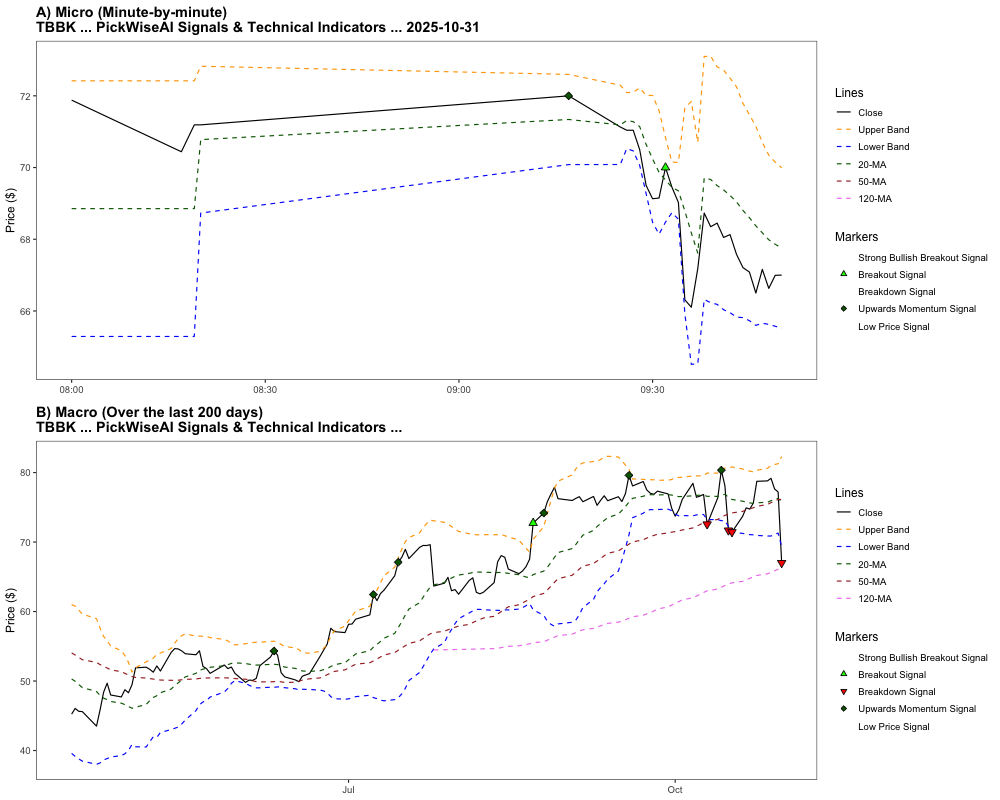 A) Micro (Minute-by-minute)
TBBK ... PickWiseAI Signals & Technical Indicators ... 2025-10-31
Price ($)
72
70
68
66
08:00
08:30
09:00
09:30
Lines
Close
Upper Band
Lower Band
20-MA
50-MA
120-MA
Markers
Strong Bullish Breakout Signal
Breakout Signal
Breakdown Signal
Upwards Momentum Signal
Low Price Signal
B) Macro (Over the last 200 days)
TBBK ... PickWiseAI Signals & Technical Indicators ...
Price ($)
80
70
60
50
40
Jul
Oct
Lines
Close
Upper Band
Lower Band
20-MA
50-MA
120-MA
Markers
Strong Bullish Breakout Signal
Breakout Signal
Breakdown Signal
Upwards Momentum Signal
Low Price Signal